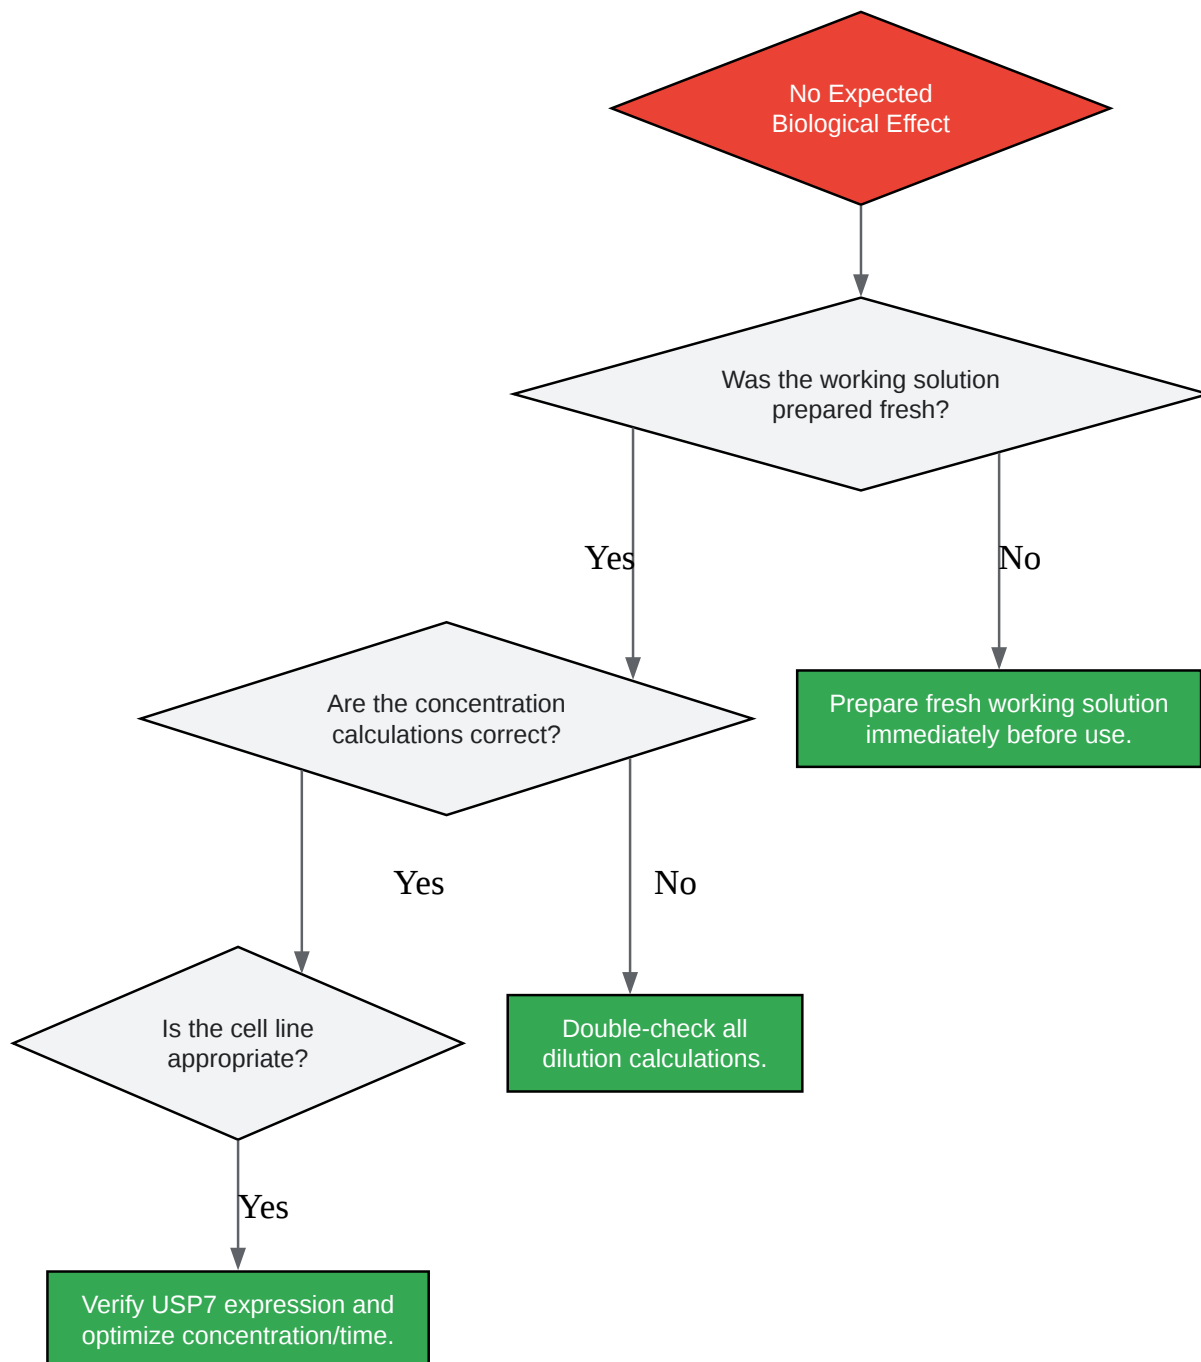 No Expected
Biological Effect
Was the working solution
prepared fresh?
Yes
No
Are the concentration
calculations correct?
Prepare fresh working solution
immediately before use.
Yes
No
Is the cell line
appropriate?
Double-check all
dilution calculations.
Yes
Verify USP7 expression and
optimize concentration/time.